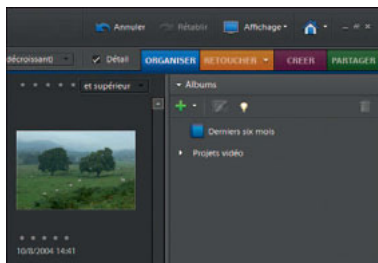 Annuler Rétablir Affichage
décroissant) Détail ORGANISER RETOUCHER CREER PARTAGER
et supérieur Albums
Derniers six mois
Projets vidéo
10/8/2004 14:41